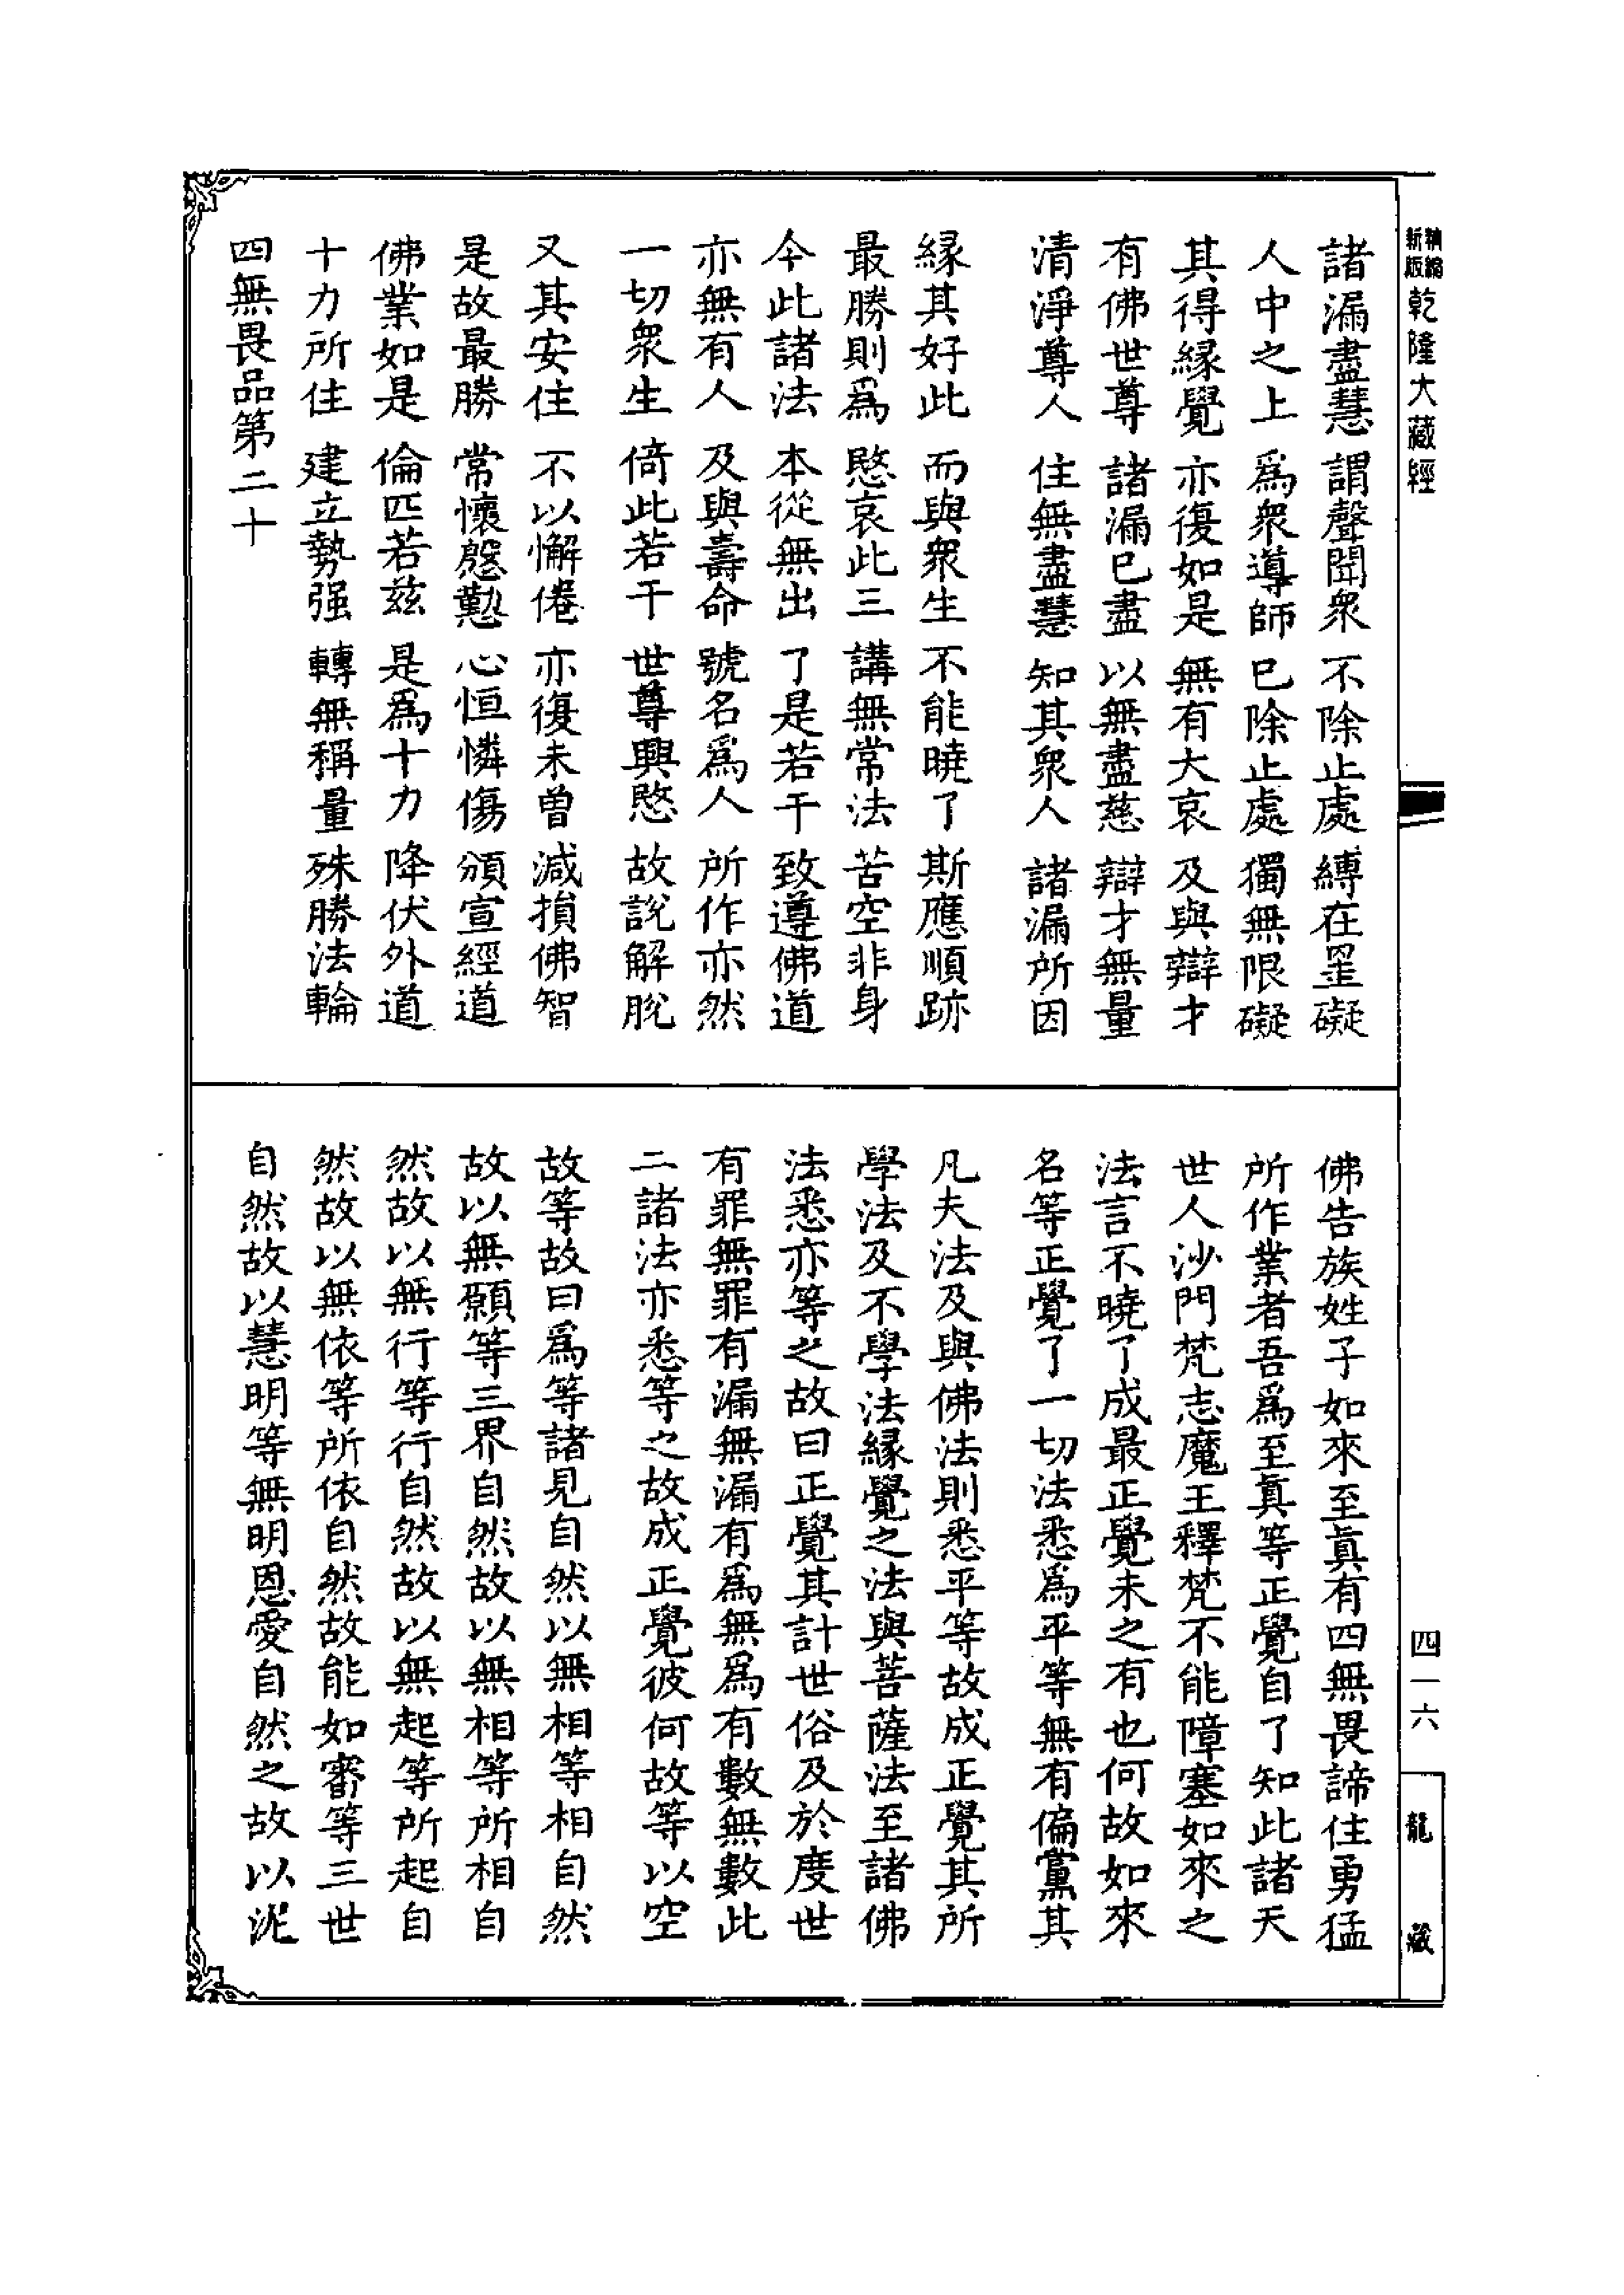 新編縮版乾隆大藏經
諸漏盡慧 謂聲聞衆 不除止處 縛在罣礙
人中之上 爲衆導師 已除止處 獨無限礙
其得縁覺 亦復如是 無有大哀 及與辯才
有佛世尊 諸漏已盡 以無盡慈 辯才無量
清淨尊人 住無盡慧 知其衆人 諸漏所因
縁其好此 而與衆生 不能曉了 斯應順跡
最勝則爲 愍哀此三 講無常法 苦空非身
今此諸法 本從無出 了是若干 致遵佛道
亦無有人 及與壽命 號名爲人 所作亦然
一切衆生 倚此若干 世尊興愍 故說解脫
又其安住 不以懈倦 亦復未曾 減損佛智
是故最勝 常懷慇懃 心恒憐傷 頒宣經道
佛業如是 倫匹若兹 是爲十力 降伏外道
十力所住 建立勢强 轉無稱量 殊勝法輪
四無畏品第二十
佛告族姓子如來至真有四無畏諦住勇猛
所作業者吾爲至真等正覺自了知此諸天
世人沙門梵志魔王釋梵不能障塞如來之
法言不曉了成最正覺未之有也何故如來
名等正覺了一切法悉爲平等無有偏黨其
凡夫法及與佛法則悉平等故成正覺其所
學法及不學法縁覺之法與菩薩法至諸佛
法悉亦等之故曰正覺其計世俗及於度世
有罪無罪有漏無漏有爲無爲有數無數此
二諸法亦悉等之故成正覺彼何故等以空
故等故曰爲等諸見自然以無相等相自然
故以無願等三界自然故以無相等所相自
然故以無行等行自然故以無起等所起自
然故以無依等所依自然故能如審等三世
自然故以慧明等無明恩愛自然之故以泥
四一六
龍藏